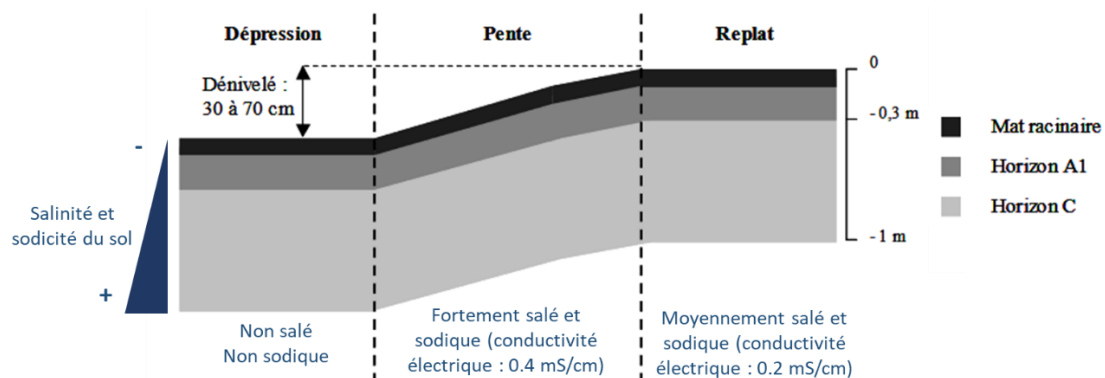 Dépression
Pente
Replat
Dénivelé :
30 à 70 cm
0
- 0,3 m
- 1 m
Mat racinaire
Horizon A1
Horizon C
-
Salinité et
sodicité du sol
+
Non salé
Non sodique
Fortement salé et
sodique (conductivité
électrique : 0.4 mS/cm)
Moyennement salé et
sodique (conductivité
électrique : 0.2 mS/cm)